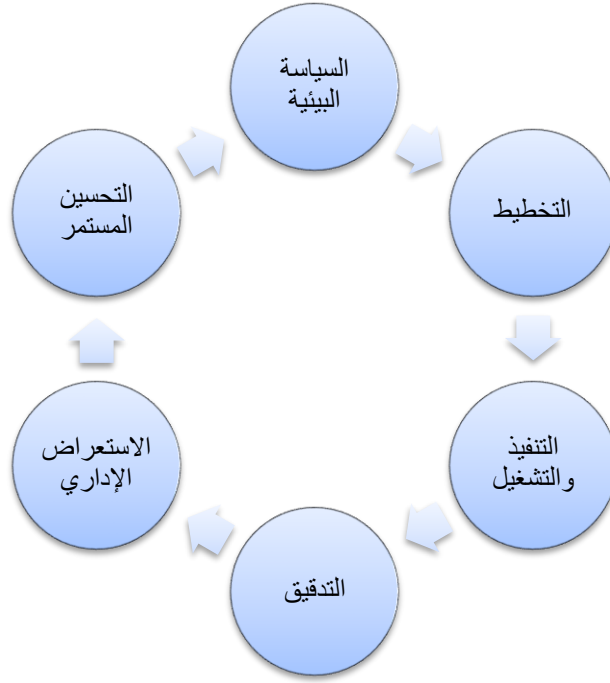 السياسة
البيئية
التخطيط
التنفيذ
والتشغيل
التدقيق
الاستعراض
الإداري
التحسين
المستمر